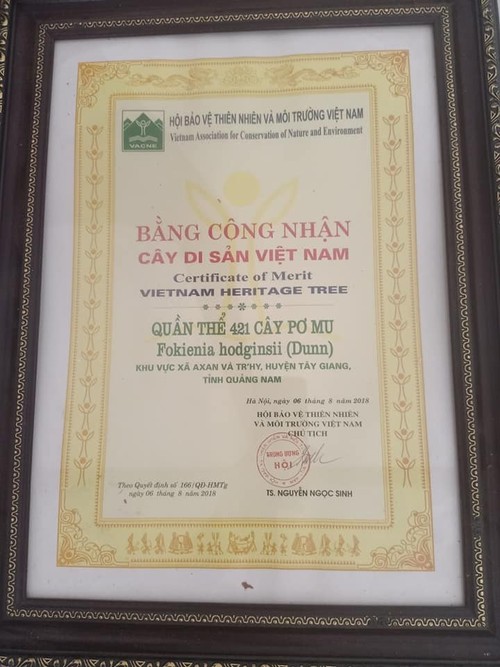 HỘI BẢO VỆ THIÊN NHIÊN VÀ MÔI TRƯỜNG VIỆT NAM
Vietnam Association for Conservation of Nature and Environment
VACNE
BẰNG CÔNG NHẬN
CÂY DI SẢN VIỆT NAM
Certificate of Merit
VIETNAM HERITAGE TREE
QUẦN THỂ 421 CÂY PƠ MU
Fokienia hodginsii (Dunn)
KHU VỰC XÃ AXAN VÀ TR'HY, HUYỆN TÂY GIANG,
TỈNH QUẢNG NAM
Hà Nội, ngày 06 tháng 8 năm 2018
HỘI BẢO VỆ THIÊN NHIÊN
VÀ MÔI TRƯỜNG VIỆT NAM
CHỦ TỊCH
TRUNG ƯƠNG
HỘI
Theo Quyết định số 166/QĐ-HMTg
ngày 06 tháng 8 năm 2018
TS. NGUYỄN NGỌC SINH